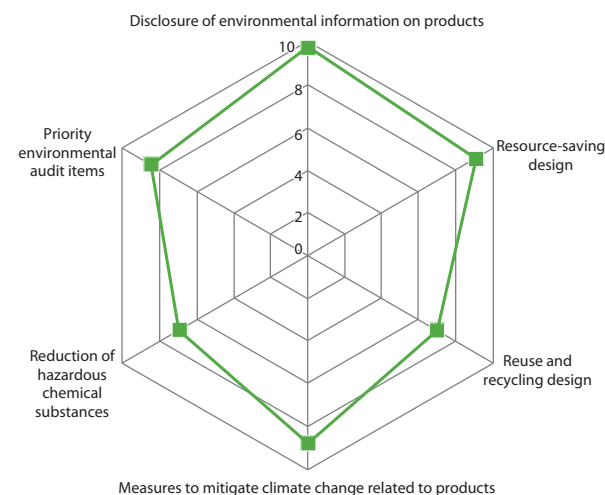 Disclosure of environmental information on products
10
8
6
4
2
0
Priority
environmental
audit items
Resource-saving
design
Reduction of
hazardous
chemical
substances
Reuse and
recycling design
Measures to mitigate climate change related to products